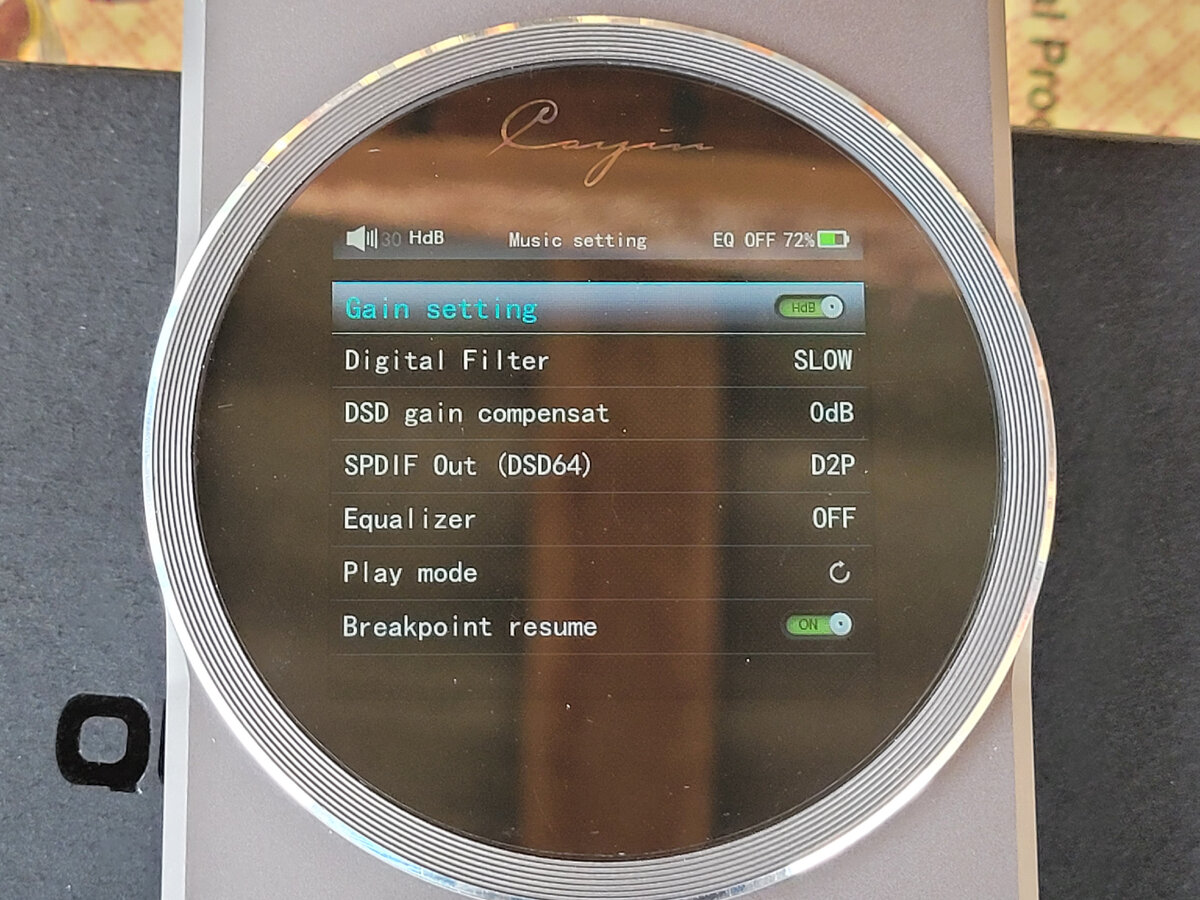 Cayin
30 HdB Music setting EQ OFF 72%
Gain setting HdB
Digital Filter SLOW
DSD gain compensat 0dB
SPDIF Out (DSD64) D2P
Equalizer OFF
Play mode
Breakpoint resume ON